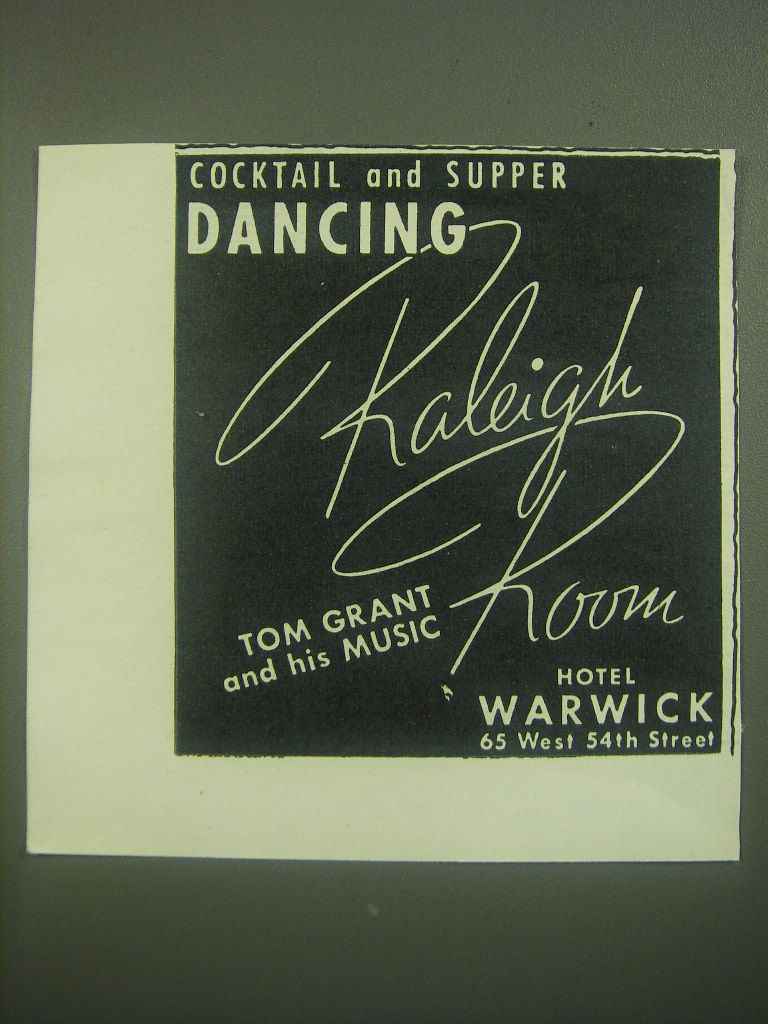 COCKTAIL and SUPPER
DANCING
Raleigh
Room
TOM GRANT
and his MUSIC
HOTEL
WARWICK
65 West 54th Street